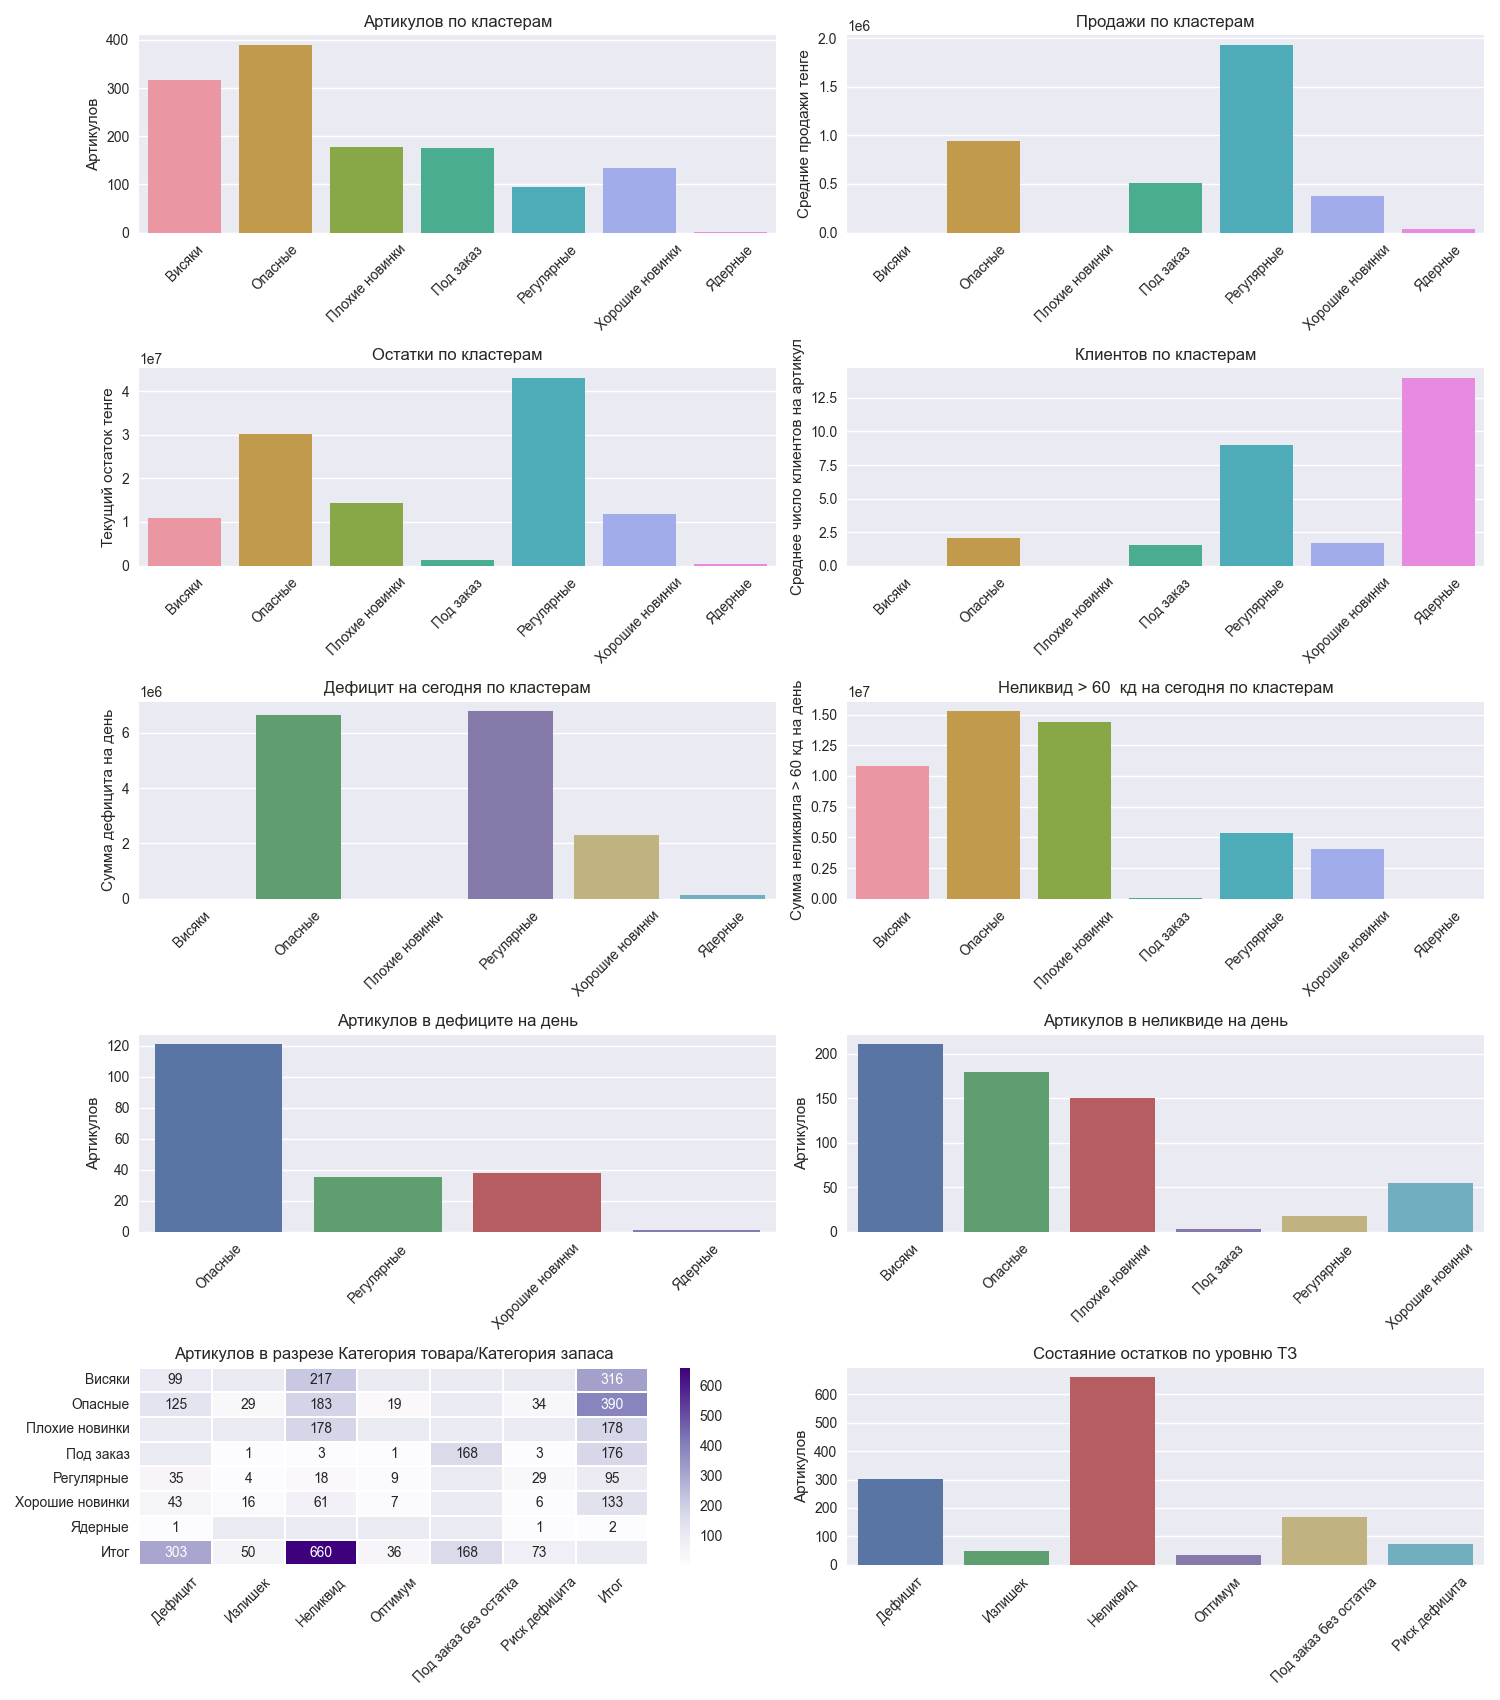 Артикулов по кластерам
Артикулов
400
300
200
100
0
Висяки
Опасные
Плохие новинки
Под заказ
Регулярные
Хорошие новинки
Ядерные
Продажи по кластерам
1e6
Средние продажи тенге
2.0
1.5
1.0
0.5
0.0
Висяки
Опасные
Плохие новинки
Под заказ
Регулярные
Хорошие новинки
Ядерные
Остатки по кластерам
1e7
Текущий остаток тенге
4
3
2
1
0
Висяки
Опасные
Плохие новинки
Под заказ
Регулярные
Хорошие новинки
Ядерные
Клиентов по кластерам
Среднее число клиентов на артикул
12.5
10.0
7.5
5.0
2.5
0.0
Висяки
Опасные
Плохие новинки
Под заказ
Регулярные
Хорошие новинки
Ядерные
Дефицит на сегодня по кластерам
1e6
Сумма дефицита на день
6
4
2
0
Висяки
Опасные
Плохие новинки
Регулярные
Хорошие новинки
Ядерные
Неликвид > 60  кд на сегодня по кластерам
1e7
Сумма неликвила > 60 кд на день
1.50
1.25
1.00
0.75
0.50
0.25
0.00
Висяки
Опасные
Плохие новинки
Под заказ
Регулярные
Хорошие новинки
Ядерные
Артикулов в дефиците на день
Артикулов
120
100
80
60
40
20
0
Опасные
Регулярные
Хорошие новинки
Ядерные
Артикулов в неликвиде на день
Артикулов
200
150
100
50
0
Висяки
Опасные
Плохие новинки
Под заказ
Регулярные
Хорошие новинки
Артикулов в разрезе Категория товара/Категория запаса
Висяки 99 217 316
Опасные 125 29 183 19 34 390
Плохие новинки 178 178
Под заказ 1 3 1 168 3 176
Регулярные 35 4 18 9 29 95
Хорошие новинки 43 16 61 7 6 133
Ядерные 1 1 2
Итог 303 50 660 36 168 73
Дефицит
Излишек
Неликвид
Оптимум
Под заказ без остатка
Риск дефицита
Итог
600
500
400
300
200
100
Состаяние остатков по уровню ТЗ
Артикулов
600
500
400
300
200
100
0
Дефицит
Излишек
Неликвид
Оптимум
Под заказ без остатка
Риск дефицита